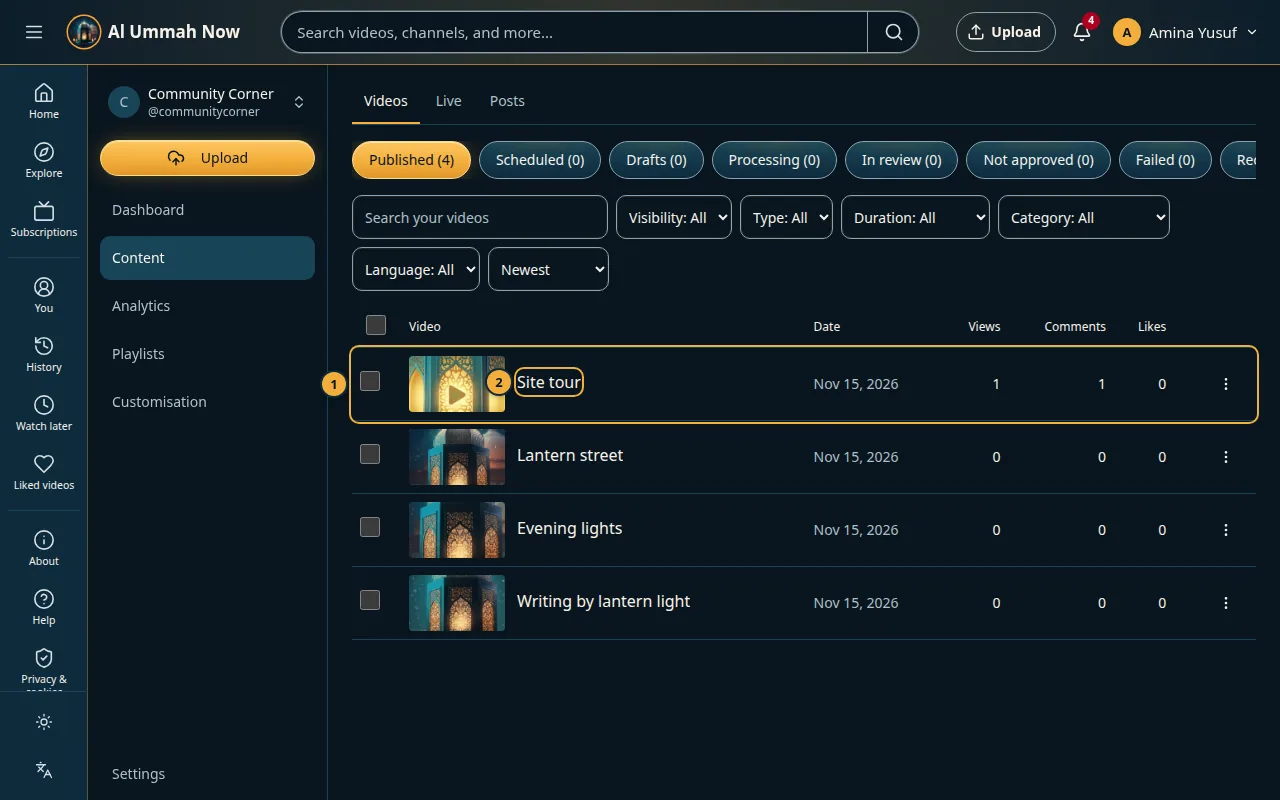 Al Ummah Now
Search videos, channels, and more...
Upload
4
A
Amina Yusuf
Home
Explore
Subscriptions
You
History
Watch later
Liked videos
About
Help
Privacy &
cookies
C
Community Corner
@communitycorner
Upload
Dashboard
Content
Analytics
Playlists
Customisation
Settings
Videos
Live
Posts
Published (4)
Scheduled (0)
Drafts (0)
Processing (0)
In review (0)
Not approved (0)
Failed (0)
Search your videos
Visibility: All
Type: All
Duration: All
Category: All
Language: All
Newest
Video
Date
Views
Comments
Likes
1
2
Site tour
Nov 15, 2026
1
1
0
Lantern street
Nov 15, 2026
0
0
0
Evening lights
Nov 15, 2026
0
0
0
Writing by lantern light
Nov 15, 2026
0
0
0